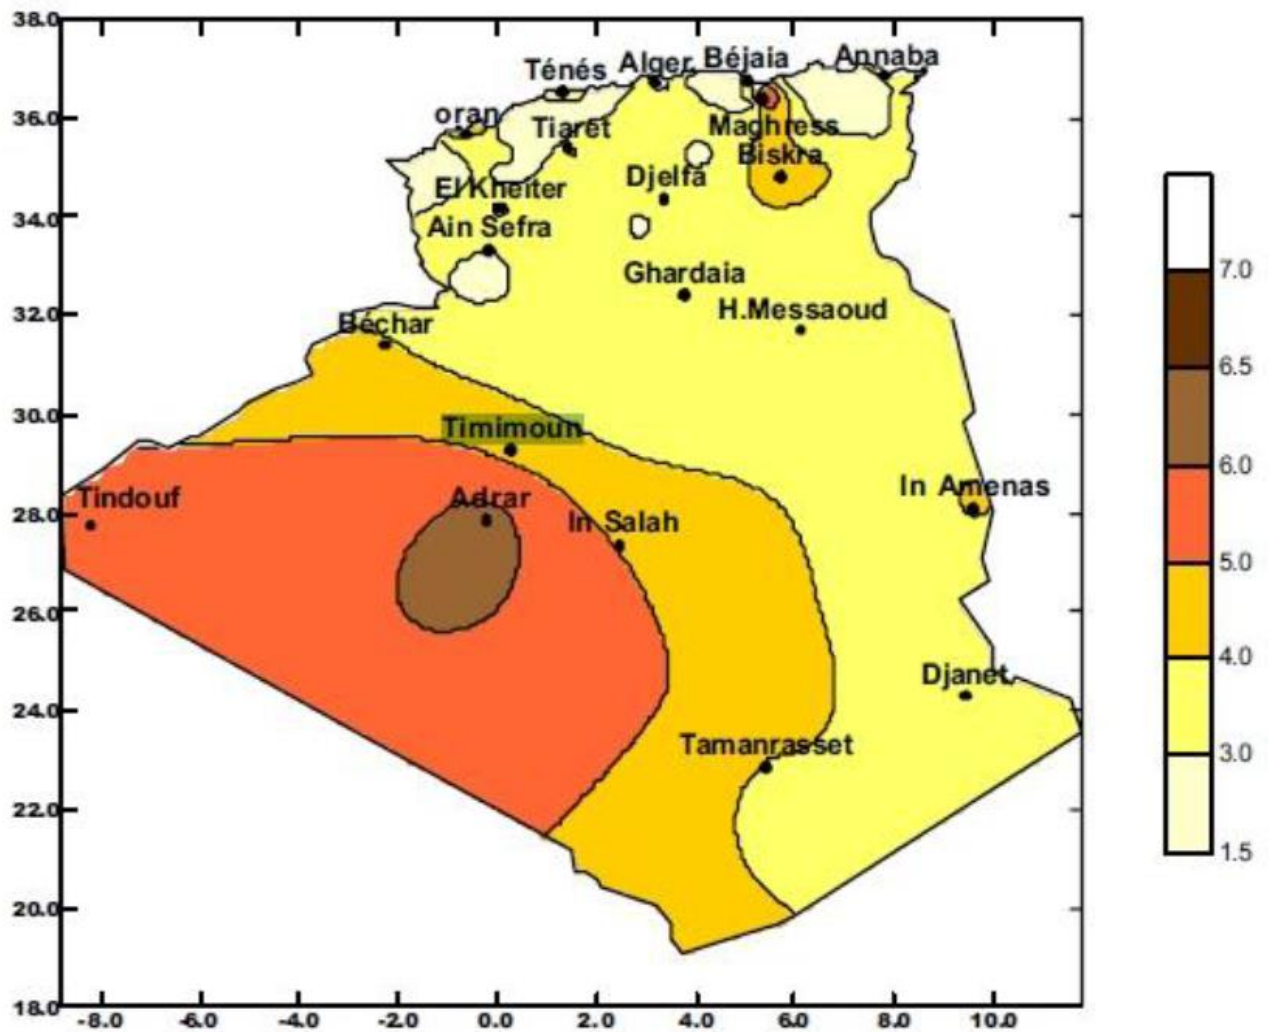 38.0
36.0
34.0
32.0
30.0
28.0
26.0
24.0
22.0
20.0
18.0
Ténés
Alger
Béjaia
Annaba
oran
Tiaret
Maghress
Biskra
El Kheiter
Djelfa
Ain Sefra
Ghardaia
H.Messaoud
Béchar
Timimoun
In Amenas
Tindouf
Adrar
In Salah
Djanet
Tamanrasset
-8.0 -6.0 -4.0 -2.0 0.0 2.0 4.0 6.0 8.0 10.0
7.0
6.5
6.0
5.0
4.0
3.0
1.5